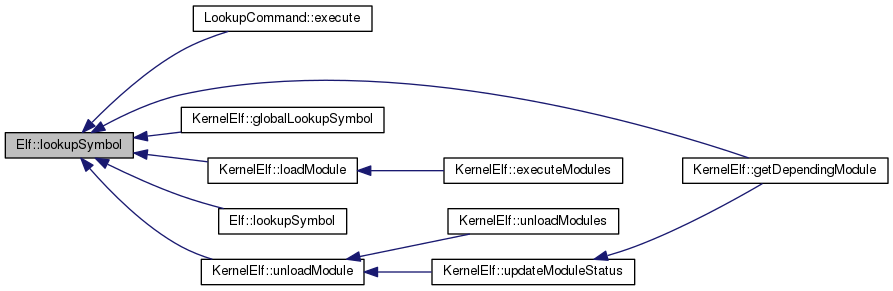 LookupCommand::execute
KernelElf::globalLookupSymbol
Elf::lookupSymbol
KernelElf::loadModule
KernelElf::executeModules
KernelElf::getDependingModule
Elf::lookupSymbol
KernelElf::unloadModules
KernelElf::unloadModule
KernelElf::updateModuleStatus